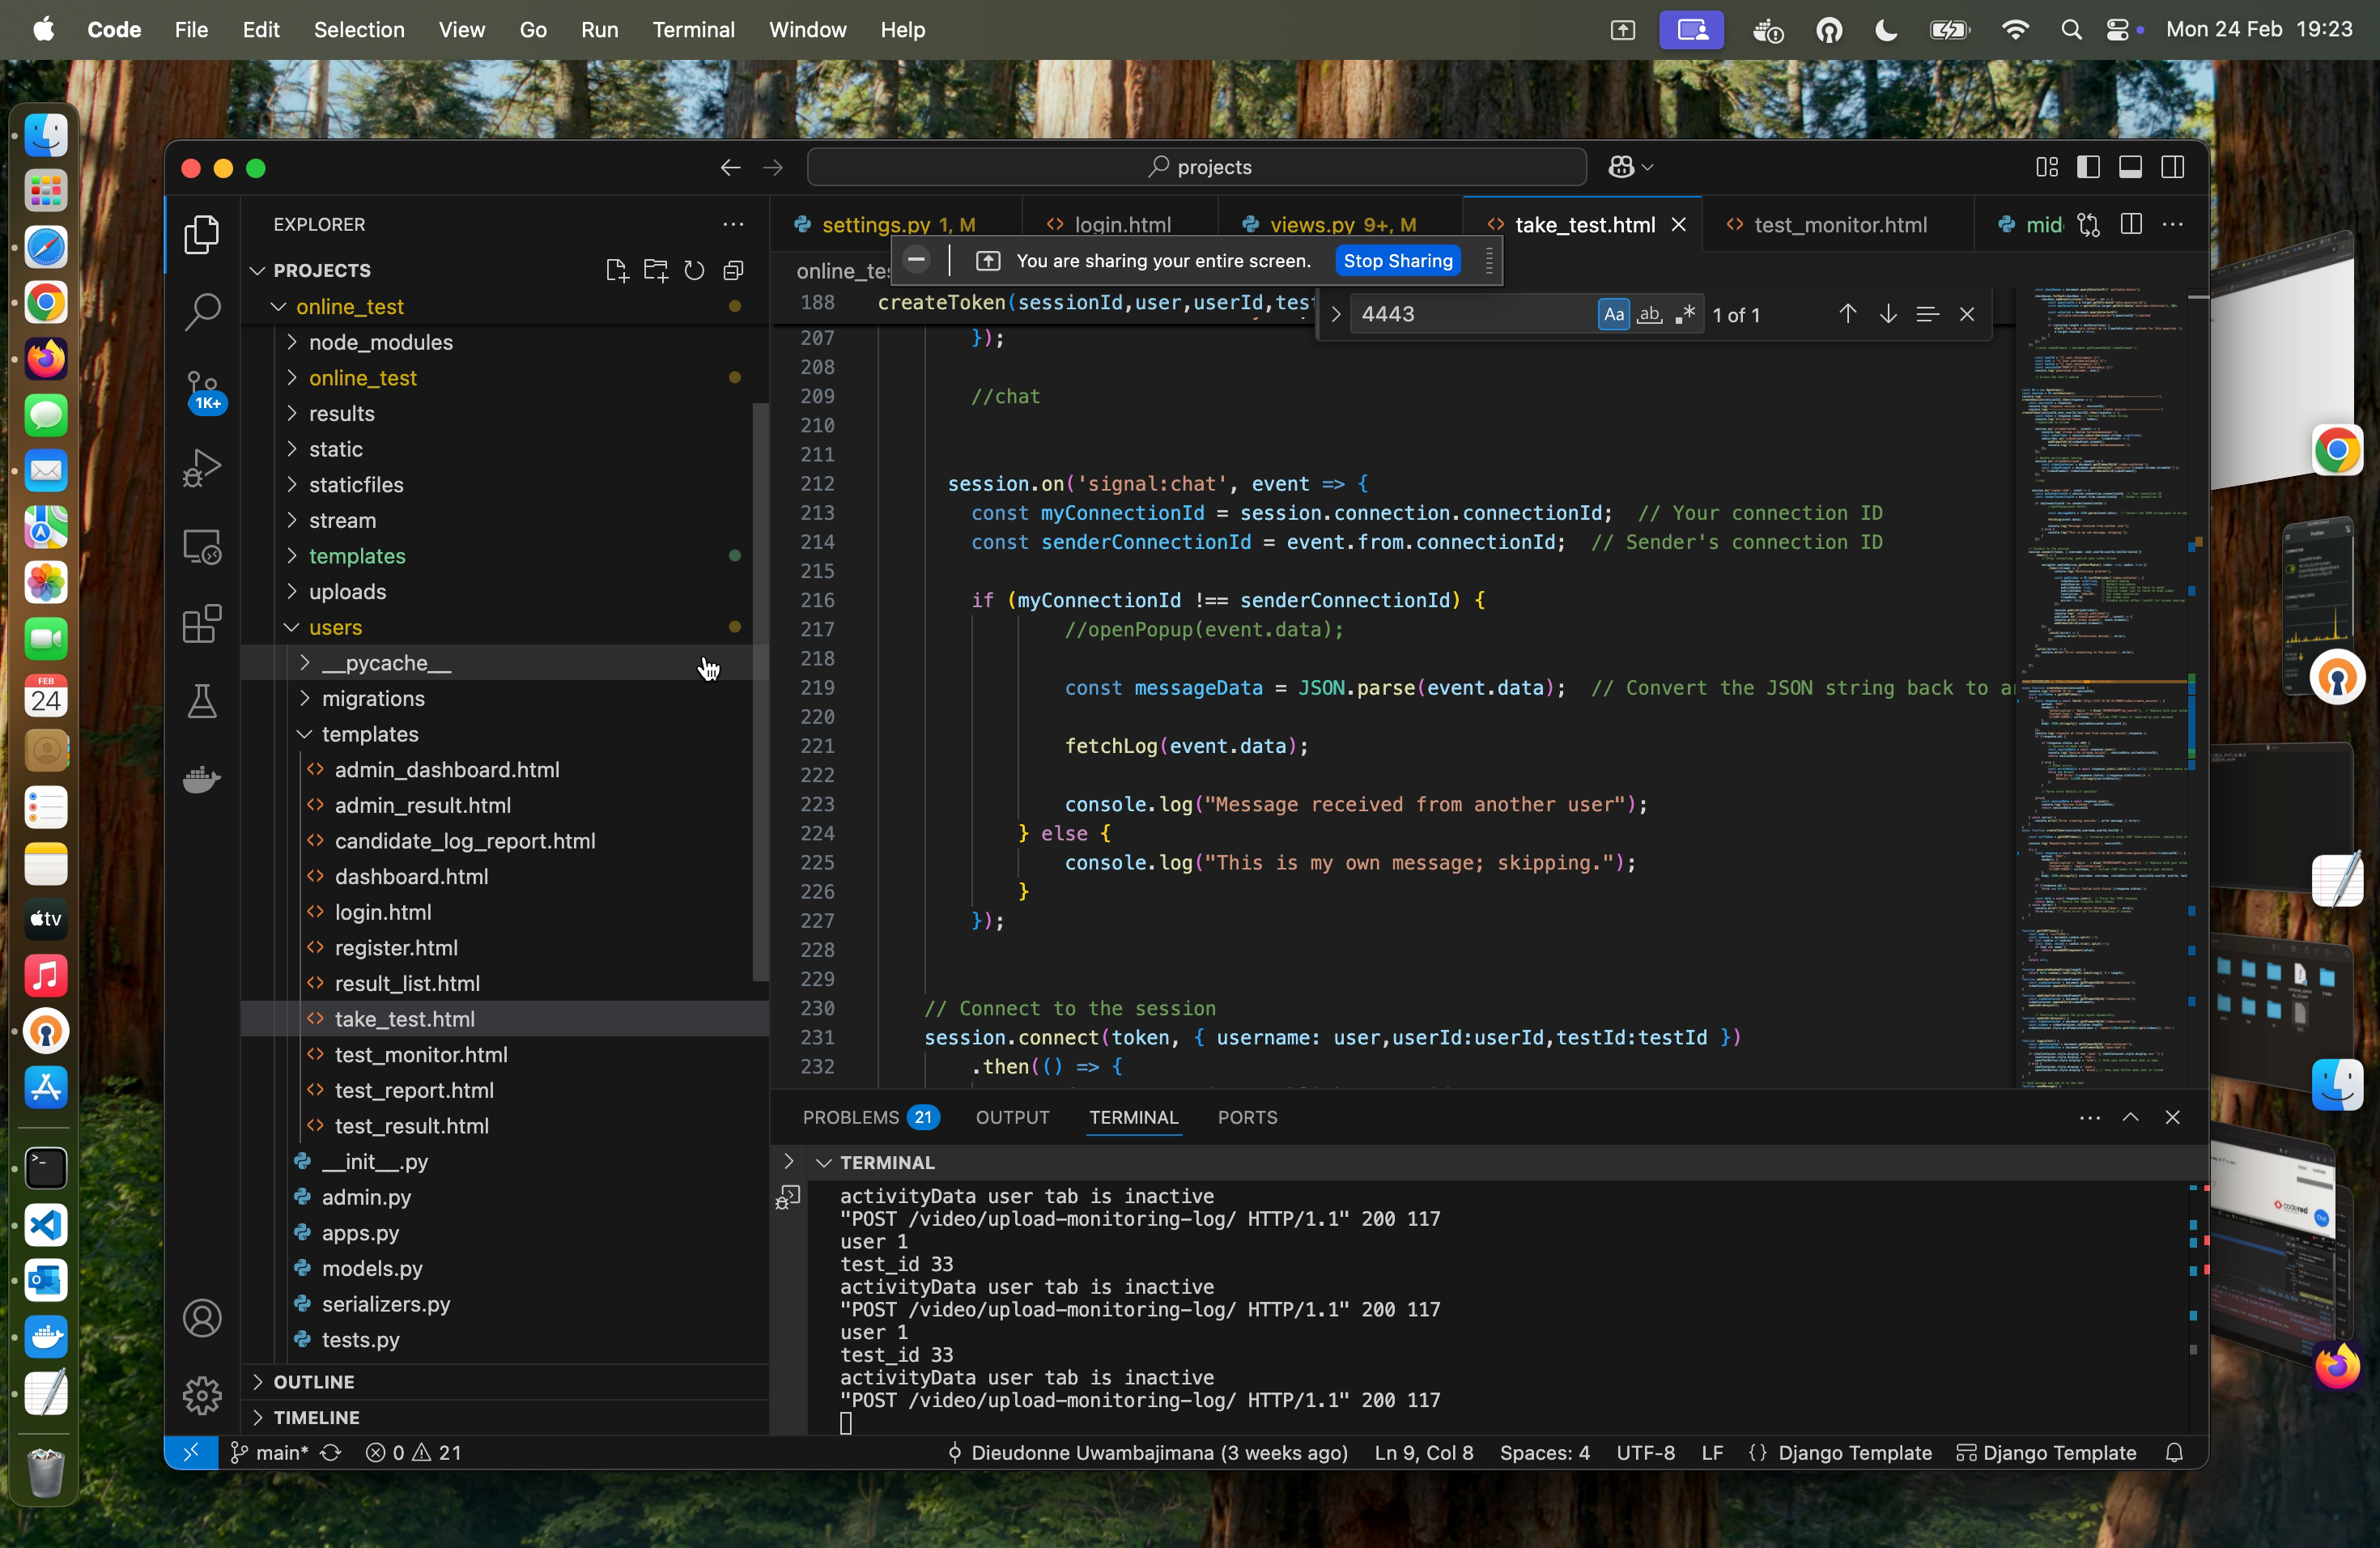 Code File Edit Selection View Go Run Terminal Window Help Mon 24 Feb 19:23
projects
EXPLORER
PROJECTS
online_test
node_modules
online_test
results
static
staticfiles
stream
templates
uploads
users
__pycache__
migrations
templates
admin_dashboard.html
admin_result.html
candidate_log_report.html
dashboard.html
login.html
register.html
result_list.html
take_test.html
test_monitor.html
test_report.html
test_result.html
__init__.py
admin.py
apps.py
models.py
serializers.py
tests.py
OUTLINE
TIMELINE
1K+
FEB
24
tv
settings.py 1, M login.html views.py 9+, M take_test.html test_monitor.html mid
online_tes
You are sharing your entire screen. Stop Sharing
4443 Aa ab 1 of 1
188 createToken(sessionId,user,userId,test
207 });
208
209 //chat
210
211
212 session.on('signal:chat', event => {
213 const myConnectionId = session.connection.connectionId; // Your connection ID
214 const senderConnectionId = event.from.connectionId; // Sender's connection ID
215
216 if (myConnectionId !== senderConnectionId) {
217 //openPopup(event.data);
218
219 const messageData = JSON.parse(event.data); // Convert the JSON string back to a
220
221 fetchLog(event.data);
222
223 console.log("Message received from another user");
224 } else {
225 console.log("This is my own message; skipping.");
226 }
227 });
228
229
230 // Connect to the session
231 session.connect(token, { username: user,userId:userId,testId:testId })
232 .then(() => {
PROBLEMS 21 OUTPUT TERMINAL PORTS
TERMINAL
activityData user tab is inactive
"POST /video/upload-monitoring-log/ HTTP/1.1" 200 117
user 1
test_id 33
activityData user tab is inactive
"POST /video/upload-monitoring-log/ HTTP/1.1" 200 117
user 1
test_id 33
activityData user tab is inactive
"POST /video/upload-monitoring-log/ HTTP/1.1" 200 117
main* 0 21 Dieudonne Uwambajimana (3 weeks ago) Ln 9, Col 8 Spaces: 4 UTF-8 LF {} Django Template Django Template